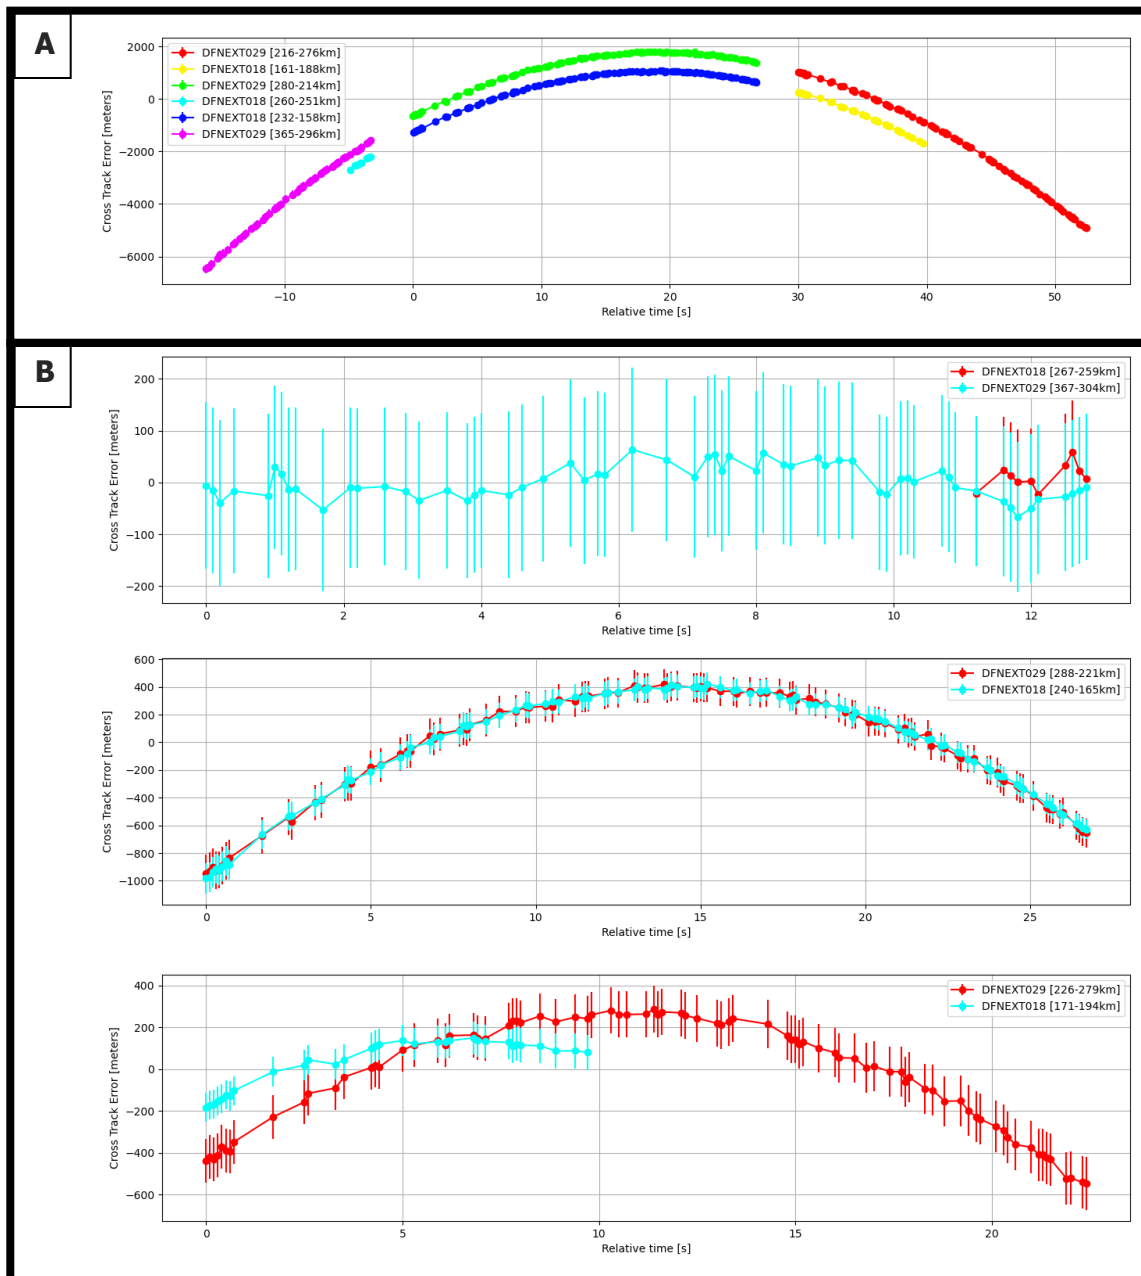 A
DFNEXT029 [216-276km]
DFNEXT018 [161-188km]
DFNEXT029 [280-214km]
DFNEXT018 [260-251km]
DFNEXT018 [232-158km]
DFNEXT029 [365-296km]
Cross Track Error [meters]
2000
0
−2000
−4000
−6000
−10 0 10 20 30 40 50
Relative time [s]
B
DFNEXT018 [267-259km]
DFNEXT029 [367-304km]
Cross Track Error [meters]
200
100
0
−100
−200
0 2 4 6 8 10 12
Relative time [s]
DFNEXT029 [288-221km]
DFNEXT018 [240-165km]
Cross Track Error [meters]
600
400
200
0
−200
−400
−600
−800
−1000
0 5 10 15 20 25
Relative time [s]
DFNEXT029 [226-279km]
DFNEXT018 [171-194km]
Cross Track Error [meters]
400
200
0
−200
−400
−600
0 5 10 15 20
Relative time [s]